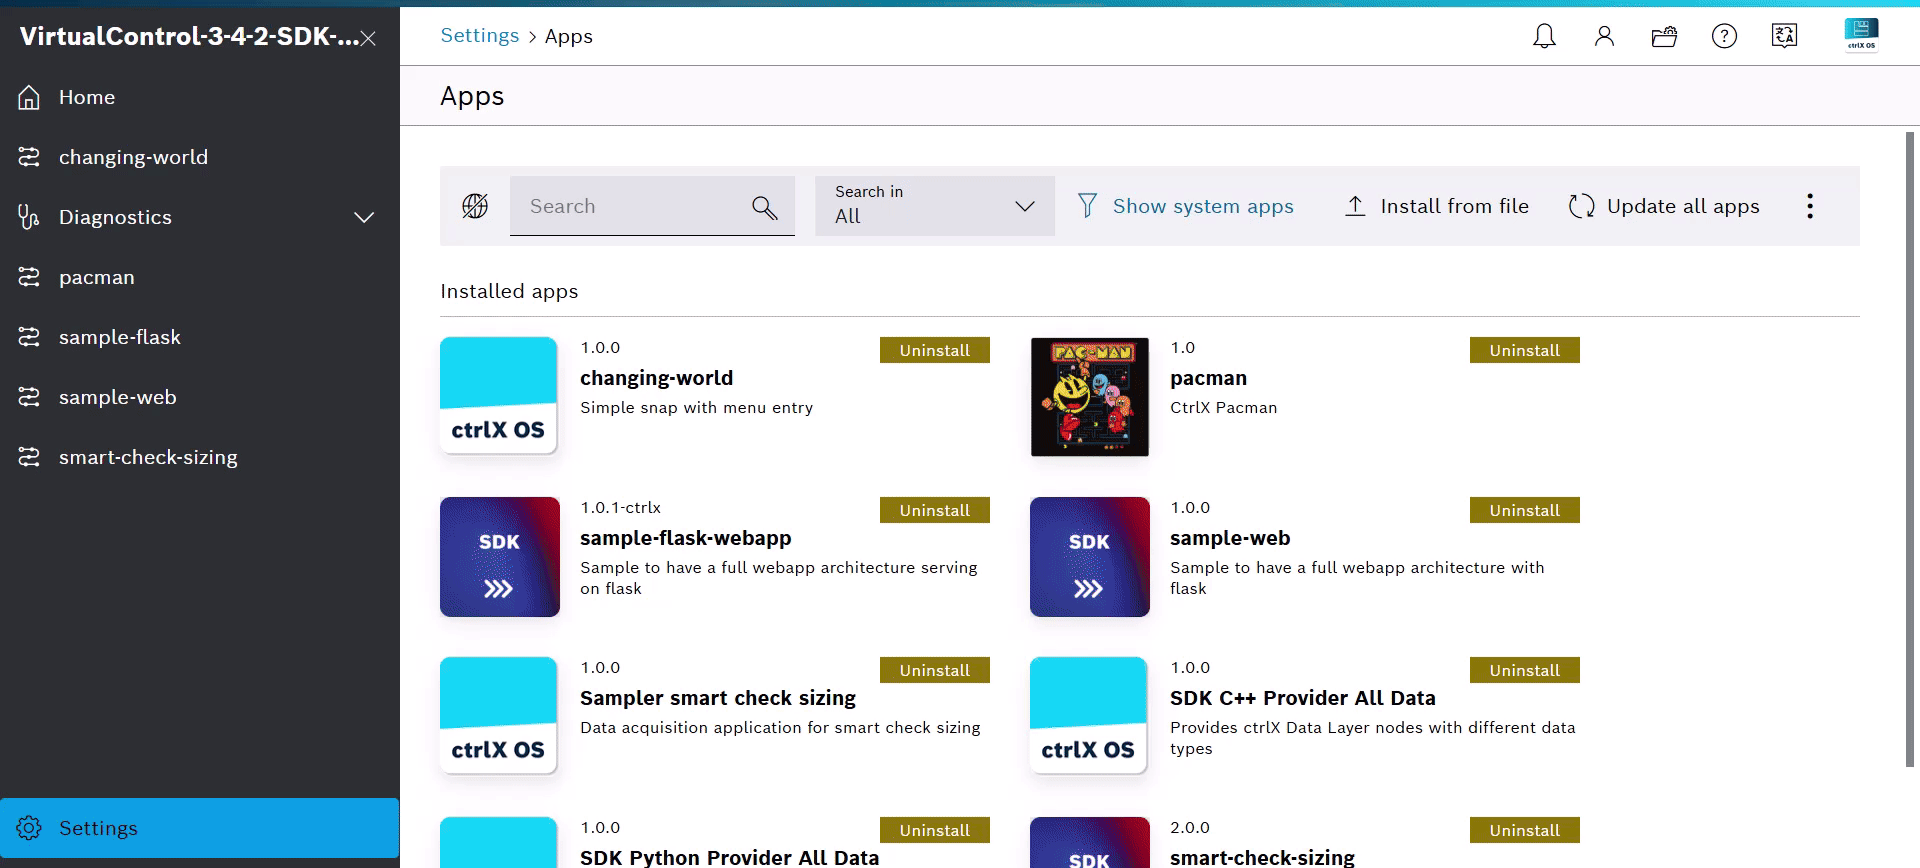 VirtualControl-3-4-2-SDK-...
Home
changing-world
Diagnostics
pacman
sample-flask
sample-web
smart-check-sizing
Settings
Settings > Apps
ctrlX OS
Apps
Search
Search in
All
Show system apps
Install from file
Update all apps
Installed apps
ctrlX OS
1.0.0
Uninstall
changing-world
Simple snap with menu entry
PAC-MAN
1.0
Uninstall
pacman
CtrlX Pacman
SDK
1.0.1-ctrlx
Uninstall
sample-flask-webapp
Sample to have a full webapp architecture serving
on flask
SDK
1.0.0
Uninstall
sample-web
Sample to have a full webapp architecture with
flask
ctrlX OS
1.0.0
Uninstall
Sampler smart check sizing
Data acquisition application for smart check sizing
ctrlX OS
1.0.0
Uninstall
SDK C++ Provider All Data
Provides ctrlX Data Layer nodes with different data
types
1.0.0
Uninstall
SDK Python Provider All Data
SDK
2.0.0
Uninstall
smart-check-sizing